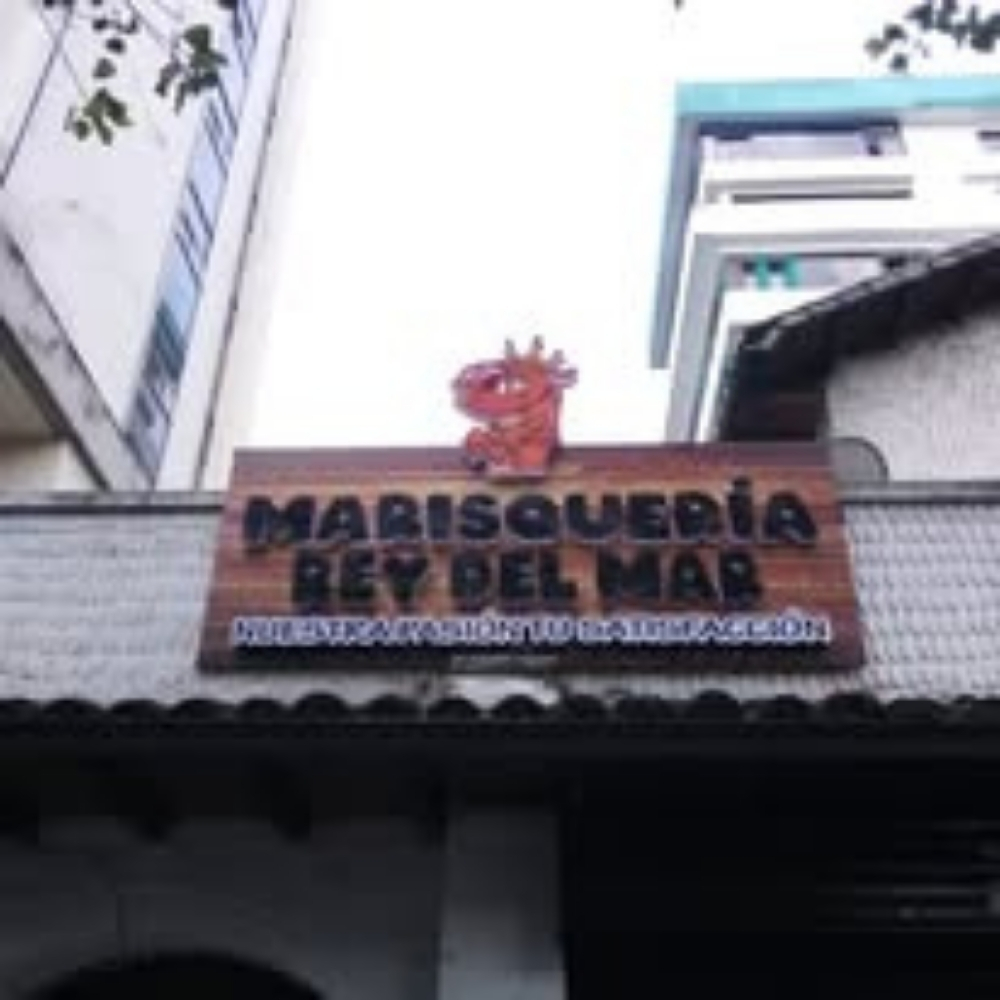 MARISQUERÍA
REY DEL MAR
NUESTRA PASIÓN TU SATISFACCIÓN